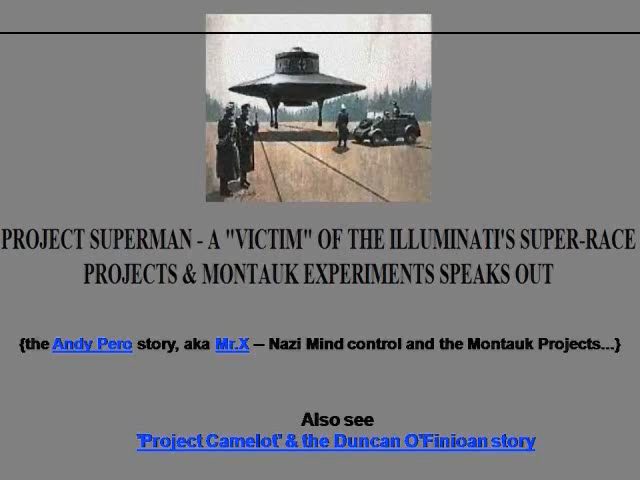 PROJECT SUPERMAN - A "VICTIM" OF THE ILLUMINATI'S SUPER-RACE
PROJECTS & MONTAUK EXPERIMENTS SPEAKS OUT
{the Andy Pero story, aka Mr.X – Nazi Mind control and the Montauk Projects...}
Also see
'Project Camelot' & the Duncan O'Finioan story